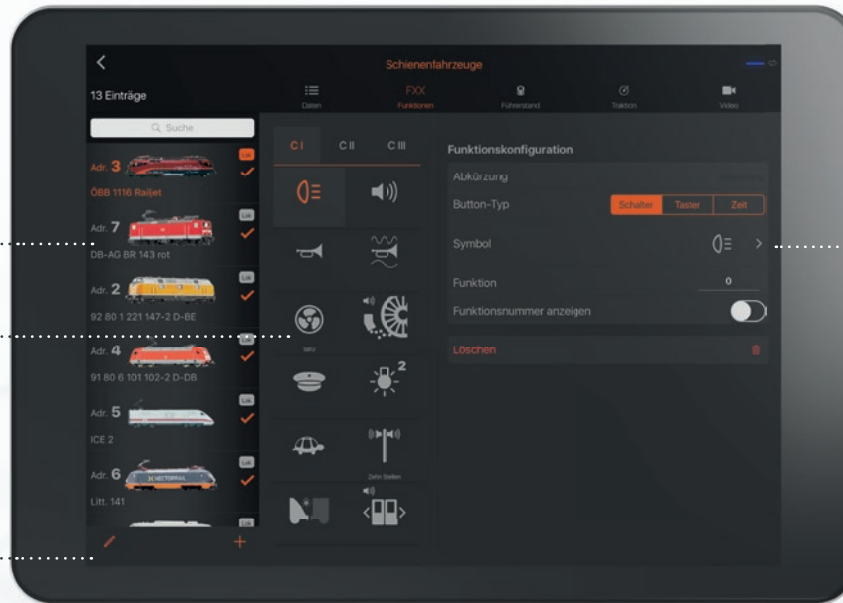 Schienenfahrzeuge
13 Einträge
Daten
FXX
Funktionen
Führerstand
Traktion
Video
Suche
Adr. 3
Lok
ÖBB 1116 Railjet
Adr. 7
Lok
DB-AG BR 143 rot
Adr. 2
Lok
92 80 1 221 147-2 D-BE
Adr. 4
Lok
91 80 6 101 102-2 D-DB
Adr. 5
Lok
ICE 2
Adr. 6
HECTORRAIL
Lok
Litt. 141
Lok
C I
C II
C III
2
Zehn Stellen
Funktionskonfiguration
Abkürzung
Button-Typ
Schalter
Taster
Zeit
Symbol
Funktion
0
Funktionsnummer anzeigen
Löschen